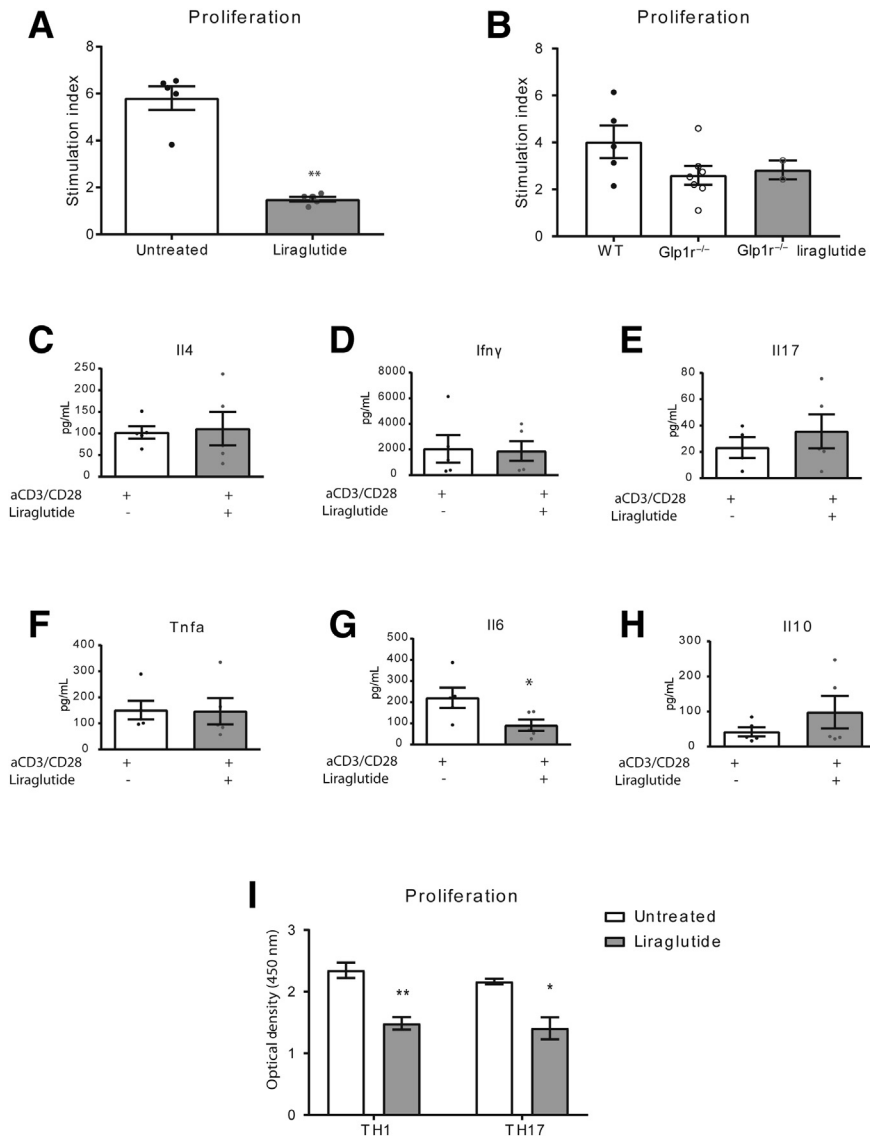 A
Proliferation
Stimulation index
8
6
4
2
0
**
Untreated
Liraglutide
B
Proliferation
Stimulation index
8
6
4
2
0
WT
Glp1r⁻/⁻
Glp1r⁻/⁻ liraglutide
C
Il4
pg/mL
250
200
150
100
50
0
aCD3/CD28 + +
Liraglutide - +
D
Ifnγ
pg/mL
8000
6000
4000
2000
0
aCD3/CD28 + +
Liraglutide - +
E
Il17
pg/mL
80
60
40
20
0
aCD3/CD28 + +
Liraglutide - +
F
Tnfa
pg/mL
400
300
200
100
0
aCD3/CD28 + +
Liraglutide - +
G
Il6
pg/mL
500
400
300
200
100
0
*
aCD3/CD28 + +
Liraglutide - +
H
Il10
pg/mL
300
200
100
0
aCD3/CD28 + +
Liraglutide - +
I
Proliferation
Optical density (450 nm)
3
2
1
0
**
*
TH1
TH17
Untreated
Liraglutide